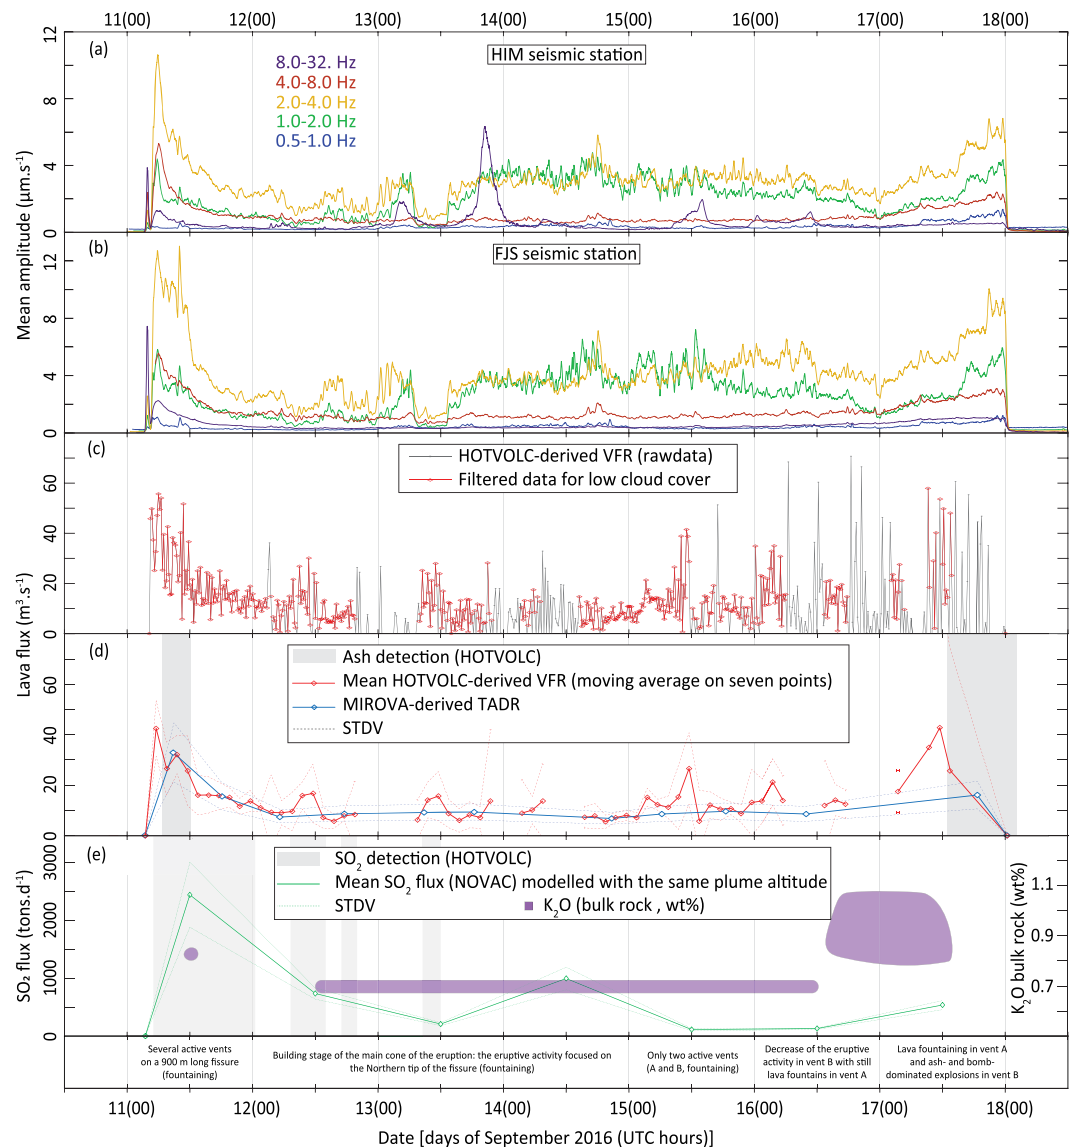 11(00) 12(00) 13(00) 14(00) 15(00) 16(00) 17(00) 18(00)
12
(a)
HIM seismic station
8.0-32. Hz
4.0-8.0 Hz
2.0-4.0 Hz
1.0-2.0 Hz
0.5-1.0 Hz
8
4
0
Mean amplitude (μm.s-1)
(b)
FJS seismic station
12
8
4
0
(c)
HOTVOLC-derived VFR (rawdata)
Filtered data for low cloud cover
60
40
20
0
Lava flux (m3.s-1)
(d)
Ash detection (HOTVOLC)
Mean HOTVOLC-derived VFR (moving average on seven points)
MIROVA-derived TADR
STDV
60
40
20
0
(e)
SO2 detection (HOTVOLC)
Mean SO2 flux (NOVAC) modelled with the same plume altitude
STDV
K2O (bulk rock , wt%)
3000
2000
1000
0
SO₂ flux (tons.d-1)
1.1
0.9
0.7
K2O bulk rock (wt%)
Several active vents
on a 900 m long fissure
(fountaining)
Building stage of the main cone of the eruption: the eruptive activity focused on
the Northern tip of the fissure (fountaining)
Only two active vents
(A and B, fountaining)
Decrease of the eruptive
activity in vent B with still
lava fountains in vent A
Lava fountaining in vent A
and ash- and bomb-
dominated explosions in vent B
11(00) 12(00) 13(00) 14(00) 15(00) 16(00) 17(00) 18(00)
Date [days of September 2016 (UTC hours)]